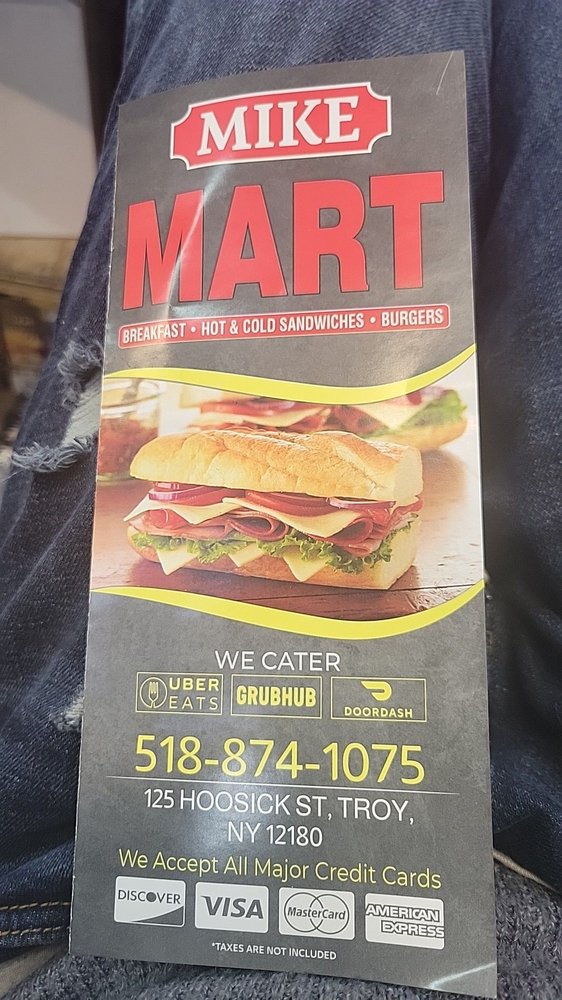 MIKE
MART
BREAKFAST • HOT & COLD SANDWICHES • BURGERS
WE CATER
UBER EATS GRUBHUB DOORDASH
518-874-1075
125 HOOSICK ST, TROY,
NY 12180
We Accept All Major Credit Cards
DISCOVER VISA MasterCard AMERICAN EXPRESS
*TAXES ARE NOT INCLUDED